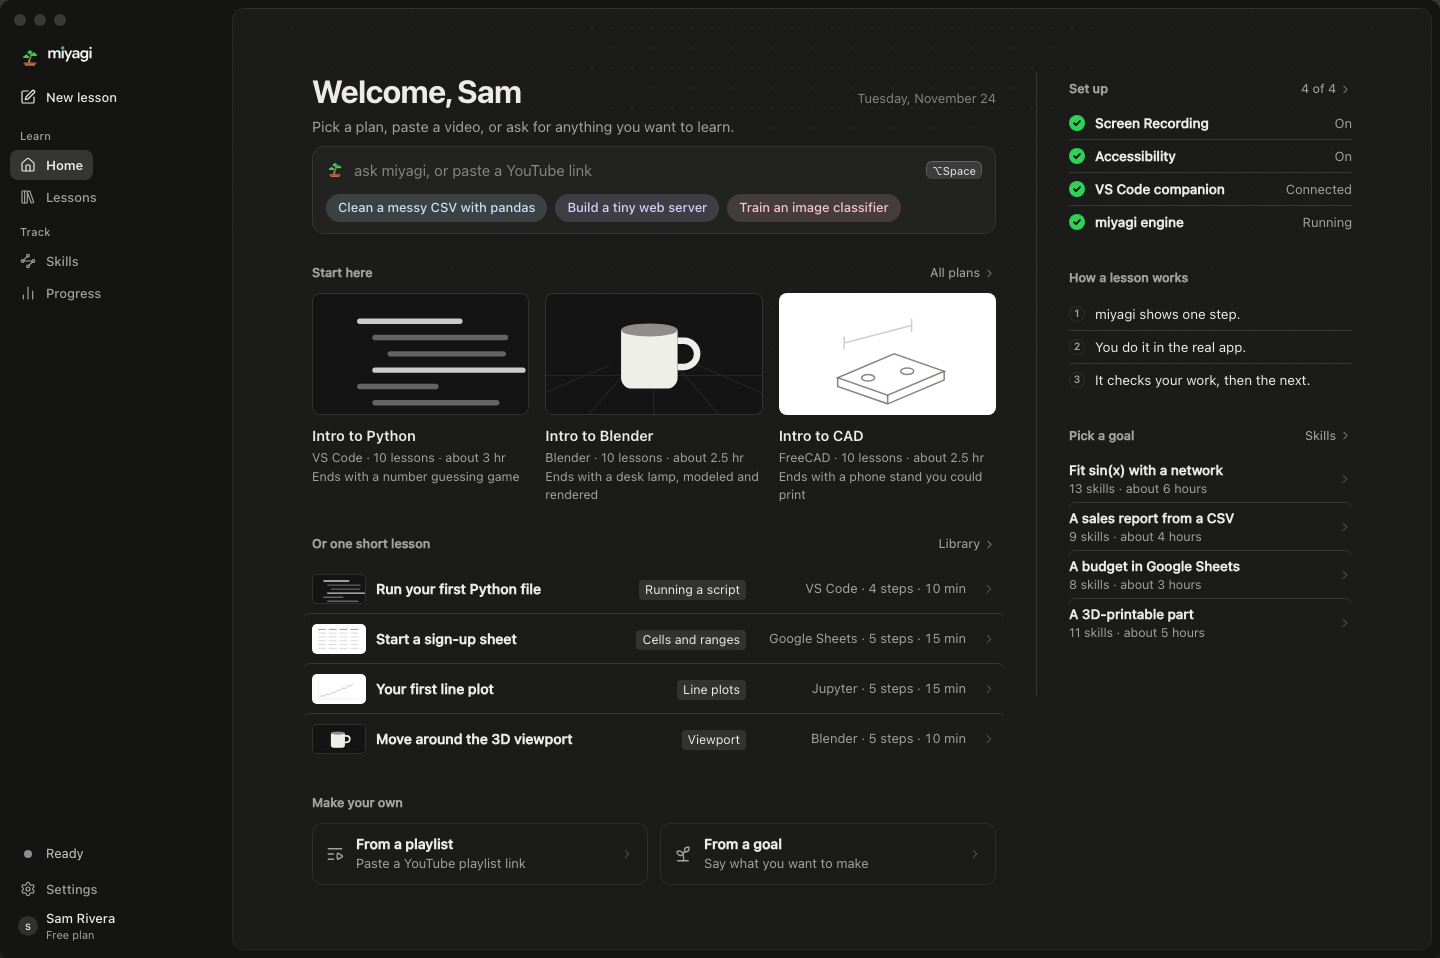 miyagi
New lesson
Learn
Home
Lessons
Track
Skills
Progress
Ready
Settings
S
Sam Rivera
Free plan
Welcome, Sam
Tuesday, November 24
Pick a plan, paste a video, or ask for anything you want to learn.
ask miyagi, or paste a YouTube link
⌥Space
Clean a messy CSV with pandas
Build a tiny web server
Train an image classifier
Start here
All plans
Intro to Python
VS Code · 10 lessons · about 3 hr
Ends with a number guessing game
Intro to Blender
Blender · 10 lessons · about 2.5 hr
Ends with a desk lamp, modeled and
rendered
Intro to CAD
FreeCAD · 10 lessons · about 2.5 hr
Ends with a phone stand you could
print
Or one short lesson
Library
Run your first Python file
Running a script
VS Code · 4 steps · 10 min
Start a sign-up sheet
Cells and ranges
Google Sheets · 5 steps · 15 min
Your first line plot
Line plots
Jupyter · 5 steps · 15 min
Move around the 3D viewport
Viewport
Blender · 5 steps · 10 min
Make your own
From a playlist
Paste a YouTube playlist link
From a goal
Say what you want to make
Set up
4 of 4
Screen Recording
On
Accessibility
On
VS Code companion
Connected
miyagi engine
Running
How a lesson works
1 miyagi shows one step.
2 You do it in the real app.
3 It checks your work, then the next.
Pick a goal
Skills
Fit sin(x) with a network
13 skills · about 6 hours
A sales report from a CSV
9 skills · about 4 hours
A budget in Google Sheets
8 skills · about 3 hours
A 3D-printable part
11 skills · about 5 hours